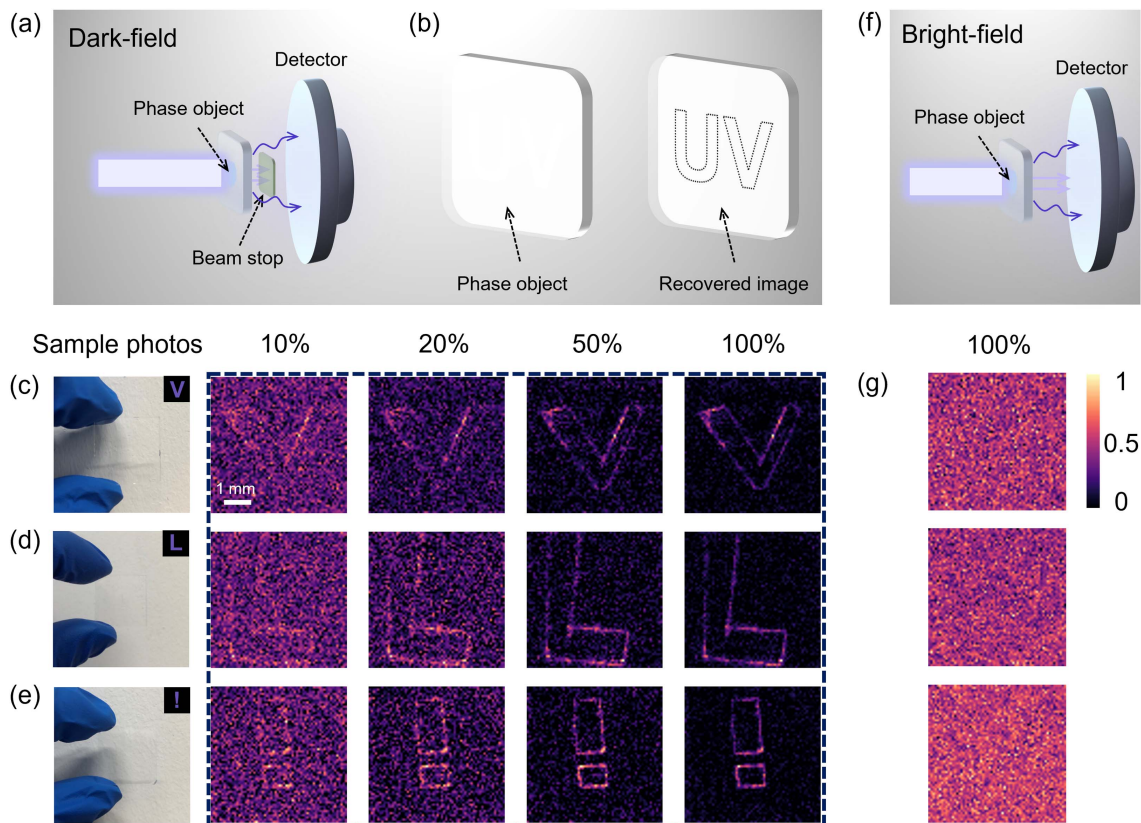 (a)
Dark-field
Detector
Phase object
Beam stop
(b)
UV
UV
Phase object
Recovered image
(f)
Bright-field
Detector
Phase object
Sample photos 10% 20% 50% 100% 100%
(c)
V
1 mm
(g)
1
0.5
0
(d)
L
(e)
!